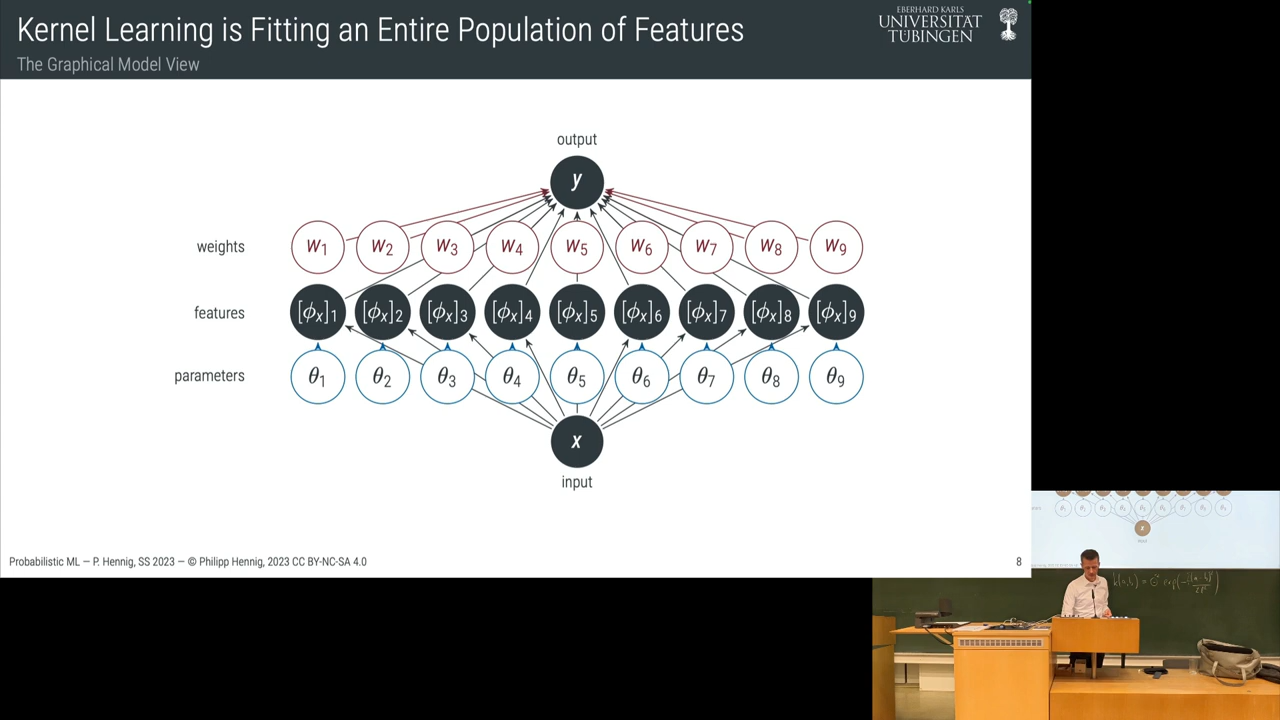 Kernel Learning is Fitting an Entire Population of Features
The Graphical Model View
EBERHARD KARLS
UNIVERSITÄT
TÜBINGEN
output
y
weights
w1 w2 w3 w4 w5 w6 w7 w8 w9
features
[ϕx]1 [ϕx]2 [ϕx]3 [ϕx]4 [ϕx]5 [ϕx]6 [ϕx]7 [ϕx]8 [ϕx]9
parameters
θ1 θ2 θ3 θ4 θ5 θ6 θ7 θ8 θ9
x
input
Probabilistic ML — P. Hennig, SS 2023 — © Philipp Hennig, 2023 CC BY-NC-SA 4.0
8